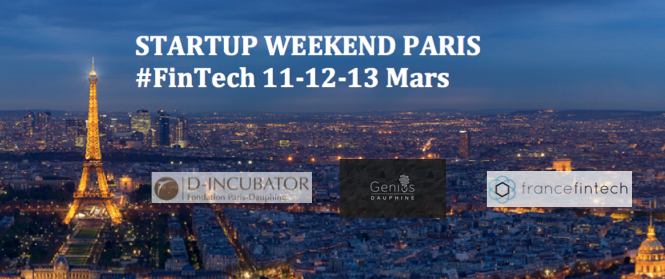 STARTUP WEEKEND PARIS
#FinTech 11-12-13 Mars
D-INCUBATOR
Fondation Paris-Dauphine
Genius
DAUPHINE
francefintech